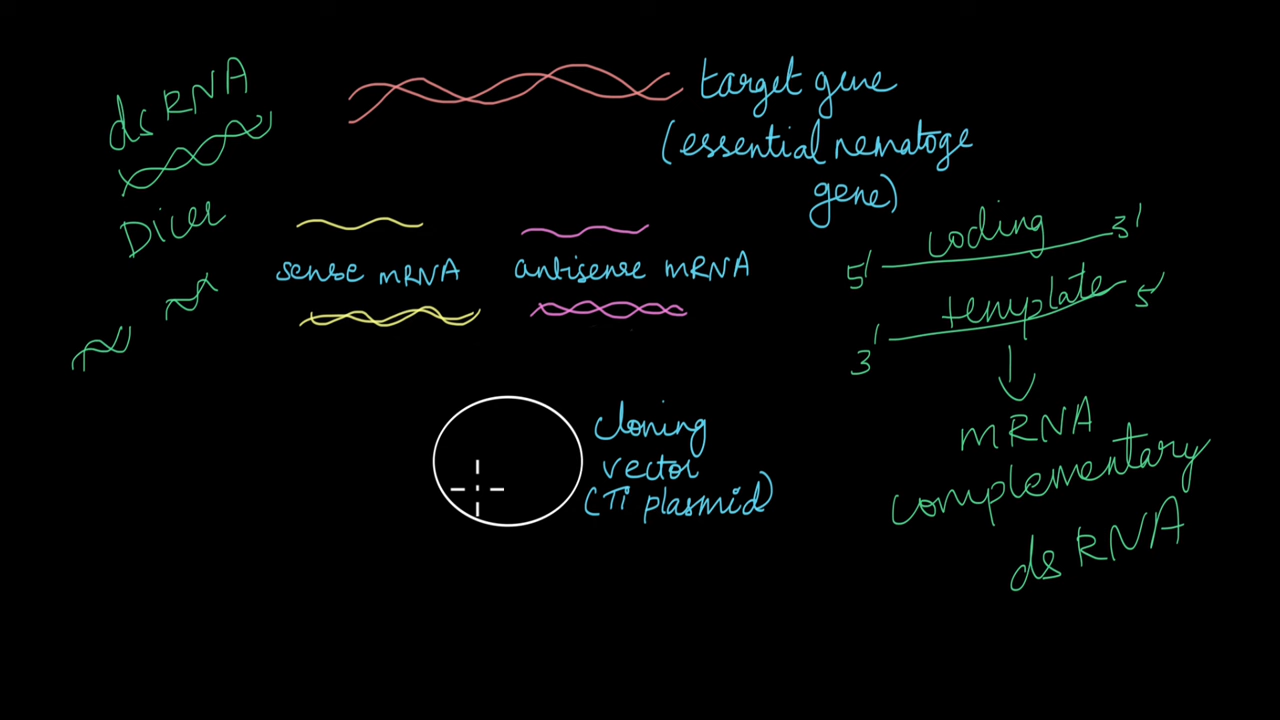 dsRNA
Dicer
target gene
(essential nematoge
gene)
sense mRNA
antisense mRNA
cloning
vector
(Ti plasmid)
5' coding 3'
3' template 5'
mRNA
complementary
dsRNA